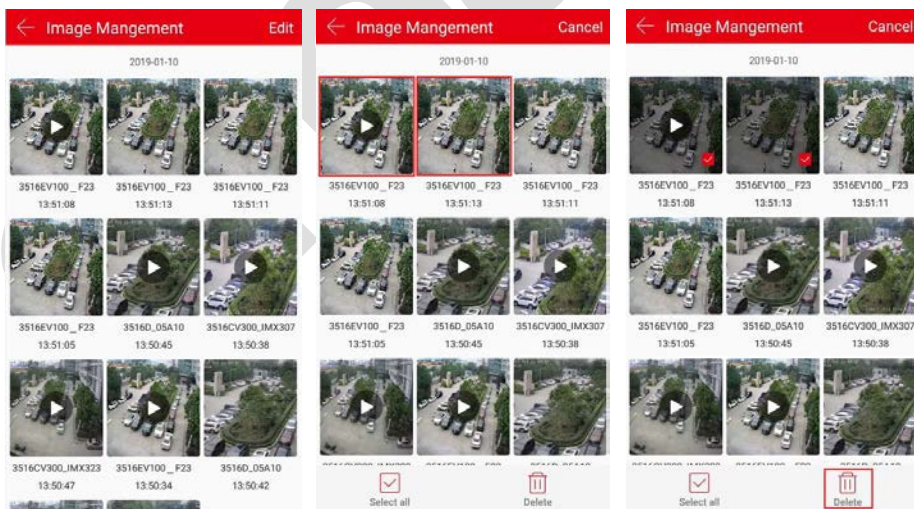 Image Mangement Edit
2019-01-10
3516EV100 _ F23 3516EV100 _ F23 3516EV100 _ F23
13:51:08 13:51:13 13:51:11
3516EV100 _ F23 3516D_05A10 3516CV300_IMX307
13:51:05 13:50:45 13:50:38
3516CV300_IMX323 3516EV100 _ F23 3516D_05A10
13:50:47 13:50:34 13:50:42
Image Mangement Cancel
2019-01-10
3516EV100 _ F23 3516EV100 _ F23 3516EV100 _ F23
13:51:08 13:51:13 13:51:11
3516EV100 _ F23 3516D_05A10 3516CV300_IMX307
13:51:05 13:50:45 13:50:38
Select all Delete
Image Mangement Cancel
2019-01-10
3516EV100 _ F23 3516EV100 _ F23 3516EV100 _ F23
13:51:08 13:51:13 13:51:11
3516EV100 _ F23 3516D_05A10 3516CV300_IMX307
13:51:05 13:50:45 13:50:38
Select all Delete